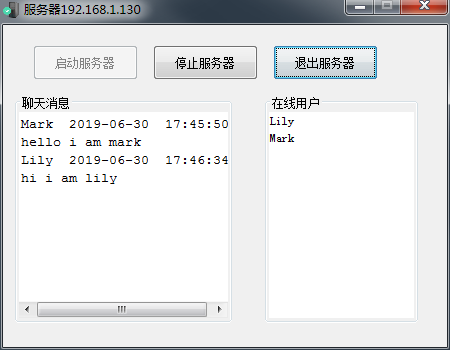 服务器192.168.1.130
启动服务器
停止服务器
退出服务器
聊天消息
Mark 2019-06-30 17:45:50
hello i am mark
Lily 2019-06-30 17:46:34
hi i am lily
在线用户
Lily
Mark